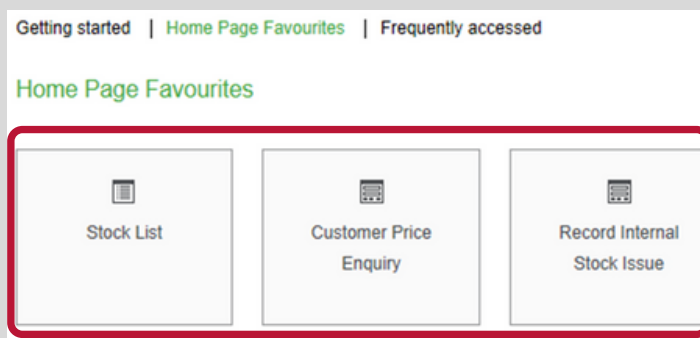 Getting started | Home Page Favourites | Frequently accessed
Home Page Favourites
Stock List
Customer Price
Enquiry
Record Internal
Stock Issue